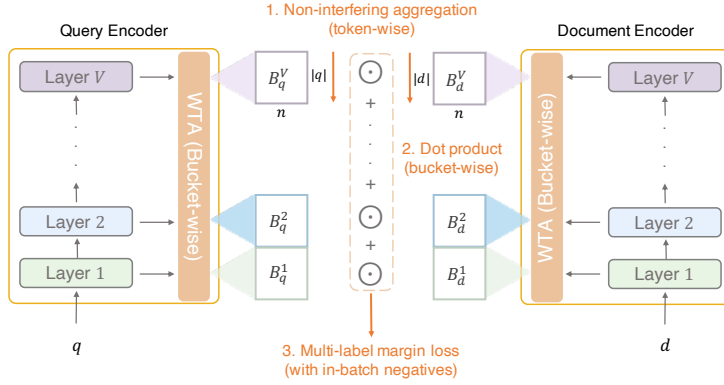 1. Non-interfering aggregation
(token-wise)
Query Encoder
Document Encoder
Layer V
WTA (Bucket-wise)
B_q^V
|q|
n
|d|
B_d^V
n
WTA (Bucket-wise)
Layer V
+
2. Dot product
(bucket-wise)
+
Layer 2
B_q^2
B_d^2
Layer 2
+
Layer 1
B_q^1
B_d^1
Layer 1
q
d
3. Multi-label margin loss
(with in-batch negatives)